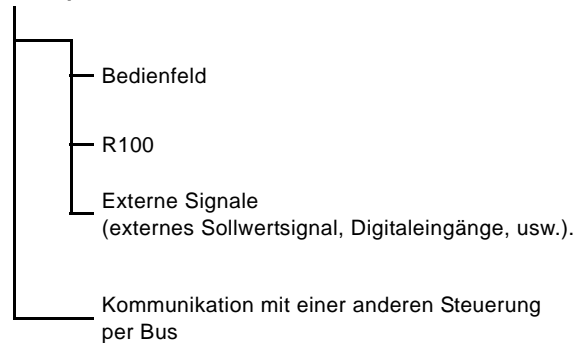 Bedienfeld
R100
Externe Signale
(externes Sollwertsignal, Digitaleingänge, usw.).
Kommunikation mit einer anderen Steuerung
per Bus